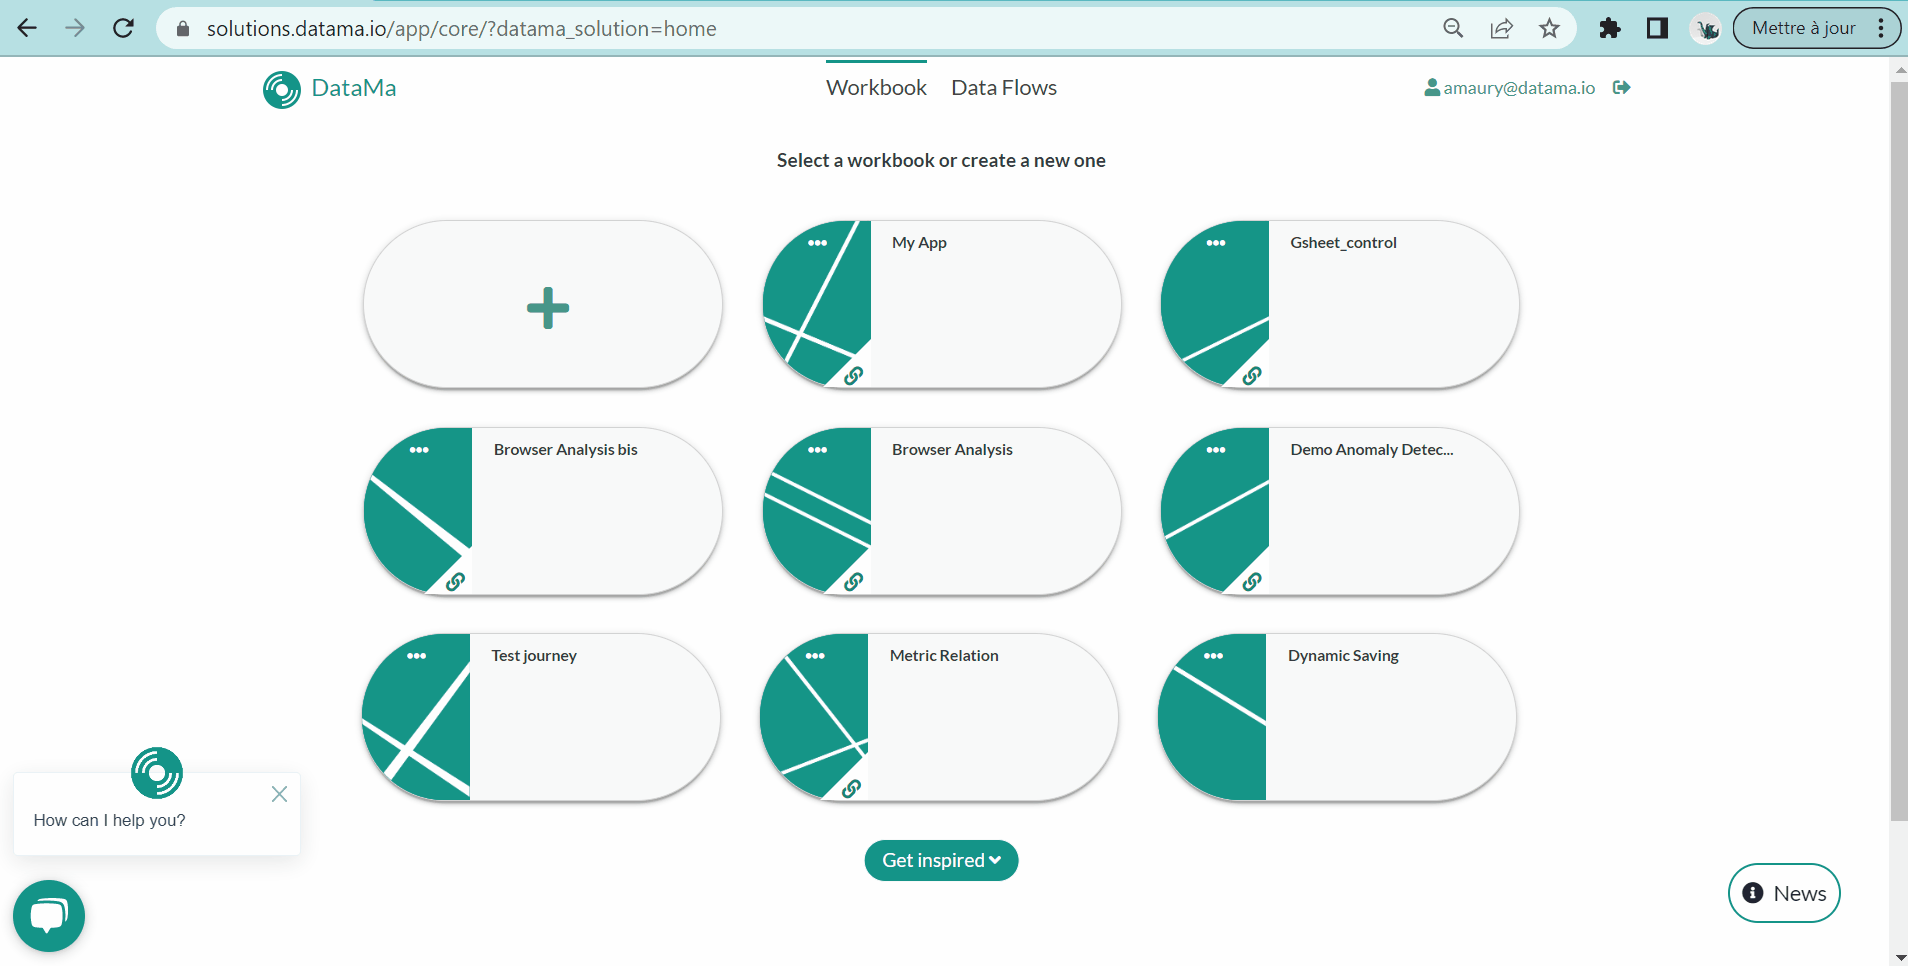 solutions.datama.io/app/core/?datama_solution=home
Mettre à jour
DataMa
Workbook
Data Flows
amaury@datama.io
Select a workbook or create a new one
My App
Gsheet_control
Browser Analysis bis
Browser Analysis
Demo Anomaly Detec...
Test journey
Metric Relation
Dynamic Saving
How can I help you?
Get inspired
News